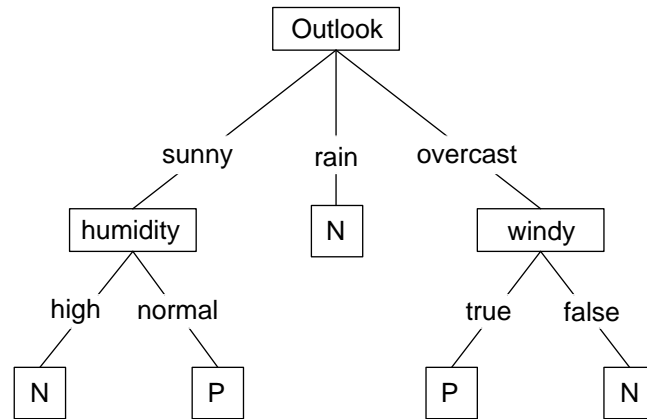 Outlook
sunny rain overcast
humidity N windy
high normal true false
N P P N